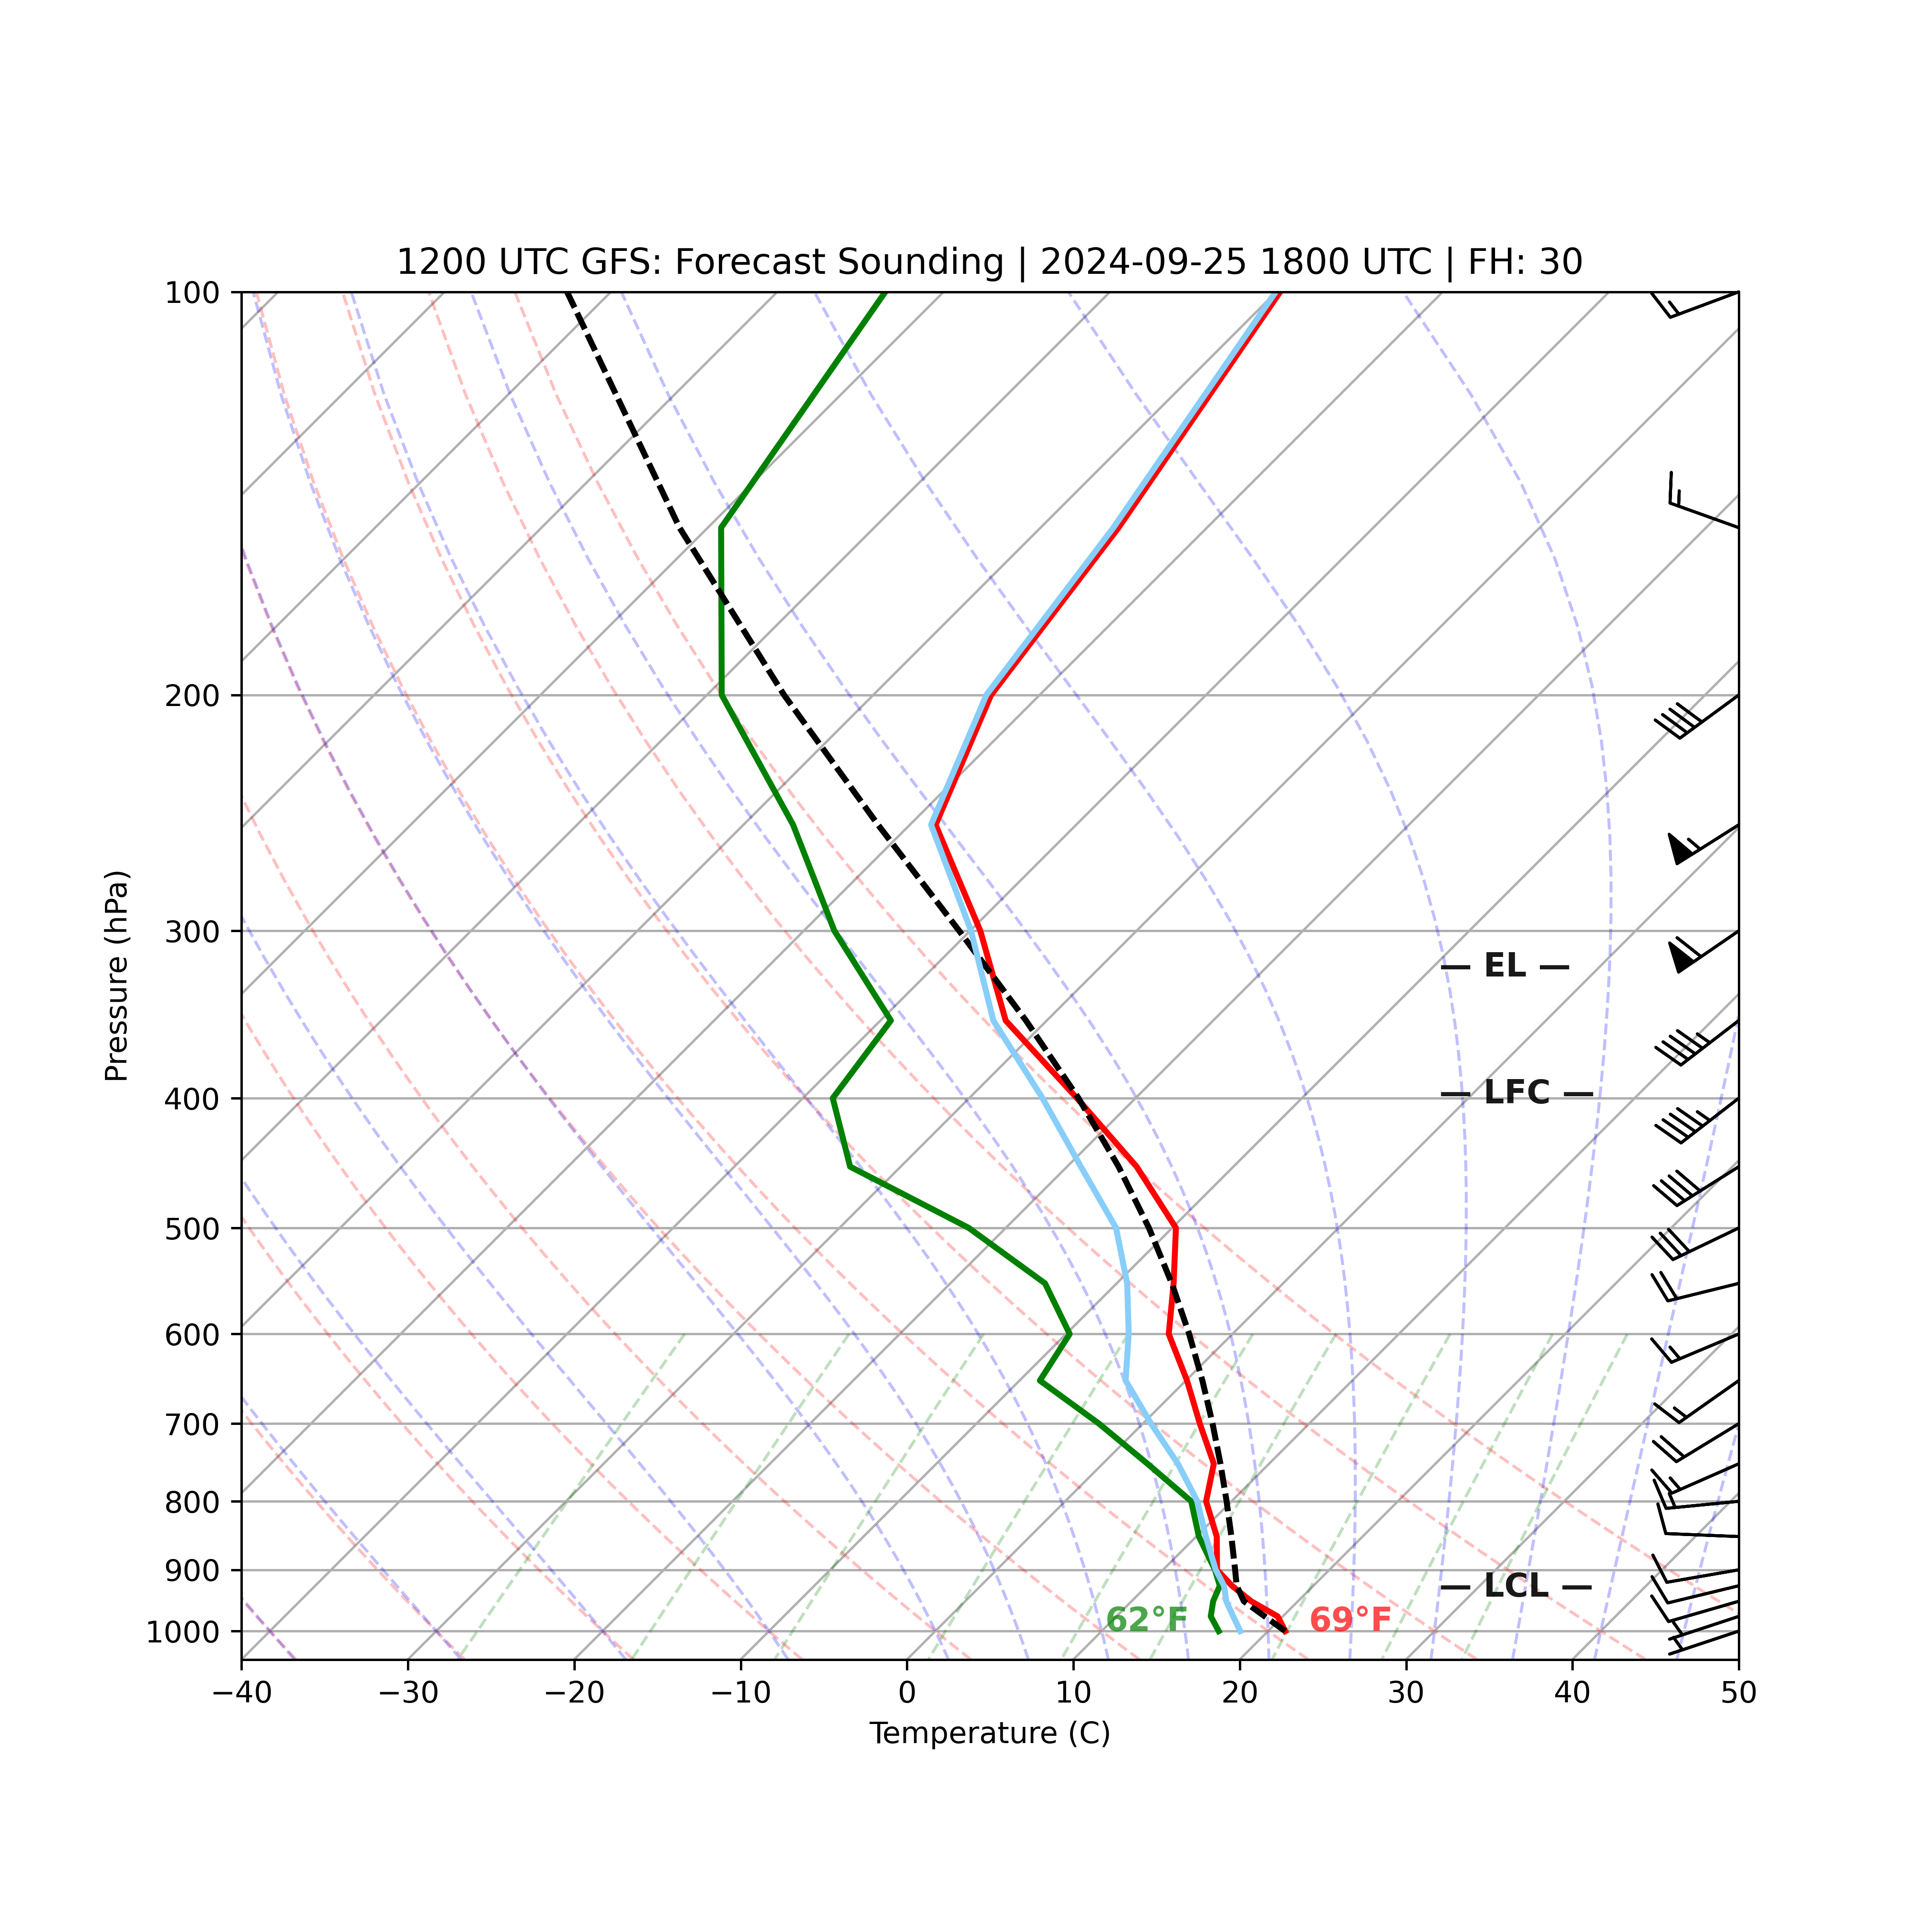 1200 UTC GFS: Forecast Sounding | 2024-09-25 1800 UTC | FH: 30
100
200
300
— EL —
400
— LFC —
500
600
700
800
900
— LCL —
1000
62°F
69°F
Pressure (hPa)
−40 −30 −20 −10 0 10 20 30 40 50
Temperature (C)